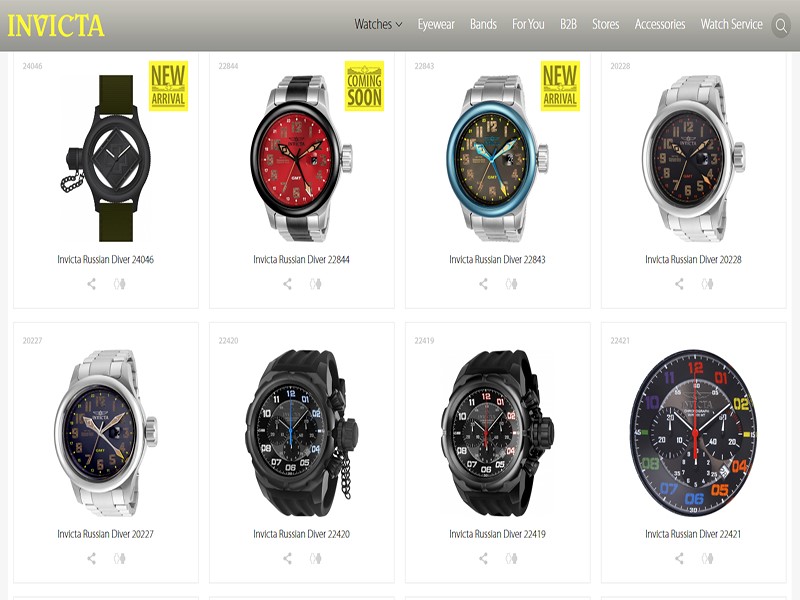 INVICTA
Watches Eyewear Bands For You B2B Stores Accessories Watch Service
24046
NEW
ARRIVAL
22844
COMING
SOON
22843
NEW
ARRIVAL
20228
Invicta Russian Diver 24046
Invicta Russian Diver 22844
Invicta Russian Diver 22843
Invicta Russian Diver 20228
20227
22420
22419
22421
Invicta Russian Diver 20227
Invicta Russian Diver 22420
Invicta Russian Diver 22419
Invicta Russian Diver 22421